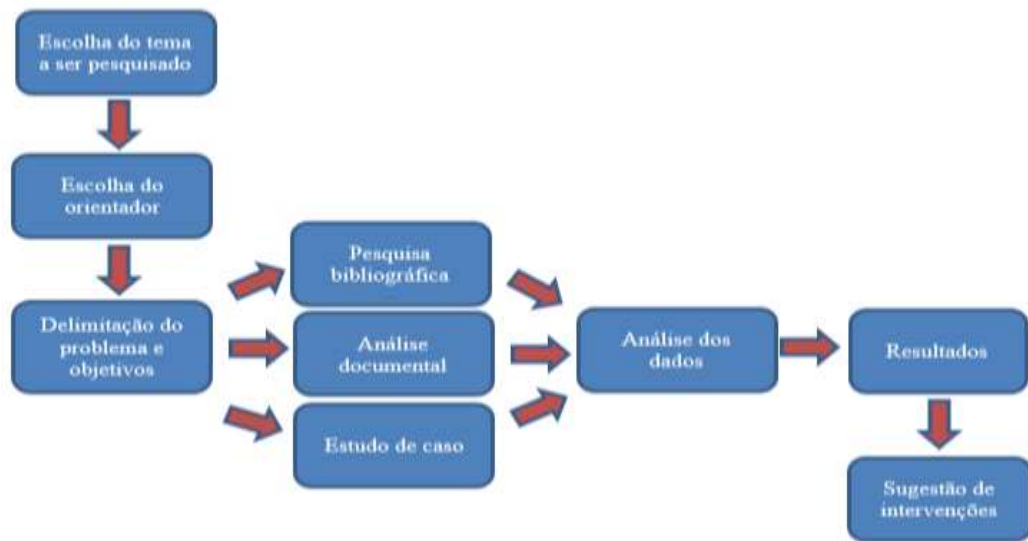 Escolha do tema
a ser pesquisado
Escolha do
orientador
Delimitação do
problema e
objetivos
Pesquisa
bibliográfica
Análise
documental
Estudo de caso
Análise dos
dados
Resultados
Sugestão de
intervenções